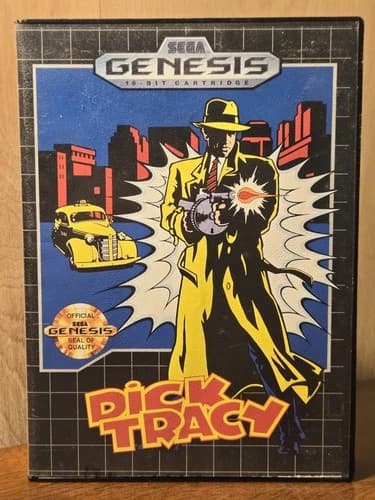 SEGA
GENESIS
16-BIT CARTRIDGE
OFFICIAL
SEGA
GENESIS
SEAL OF
QUALITY
DiCK
TRACY